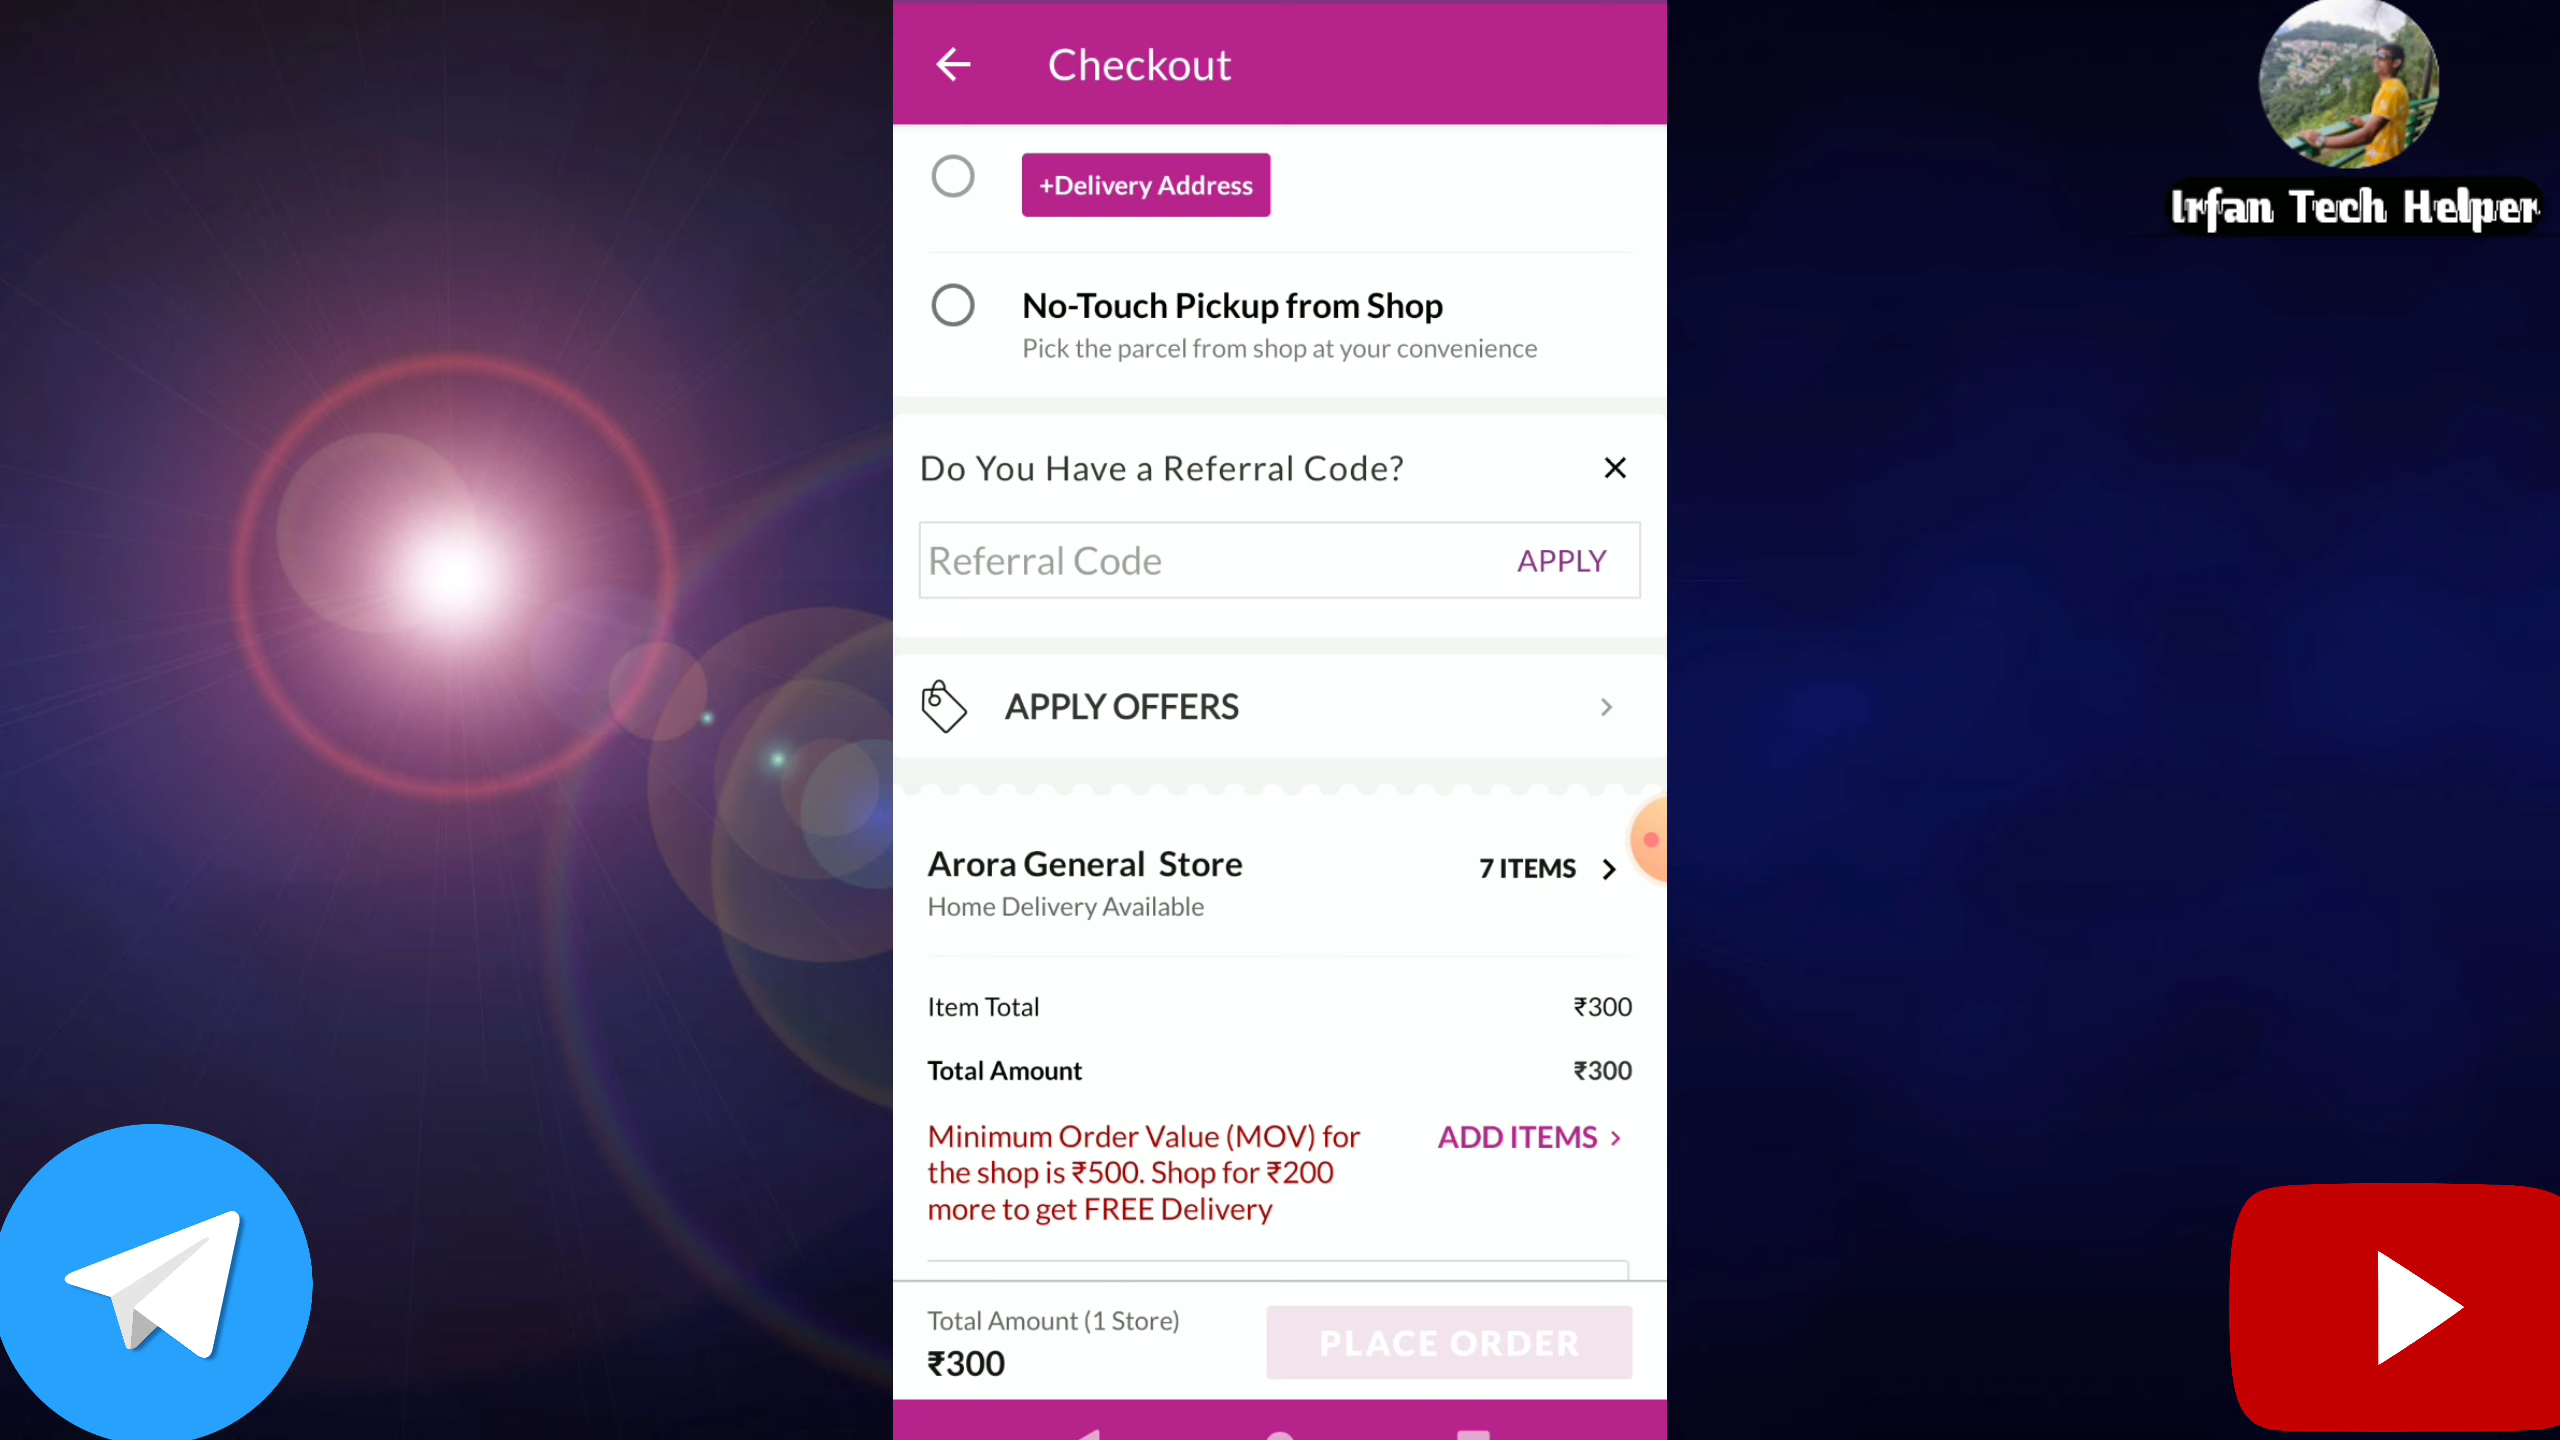 Checkout
Irfan Tech Helper
+Delivery Address
No-Touch Pickup from Shop
Pick the parcel from shop at your convenience
Do You Have a Referral Code?
Referral Code APPLY
APPLY OFFERS
Arora General Store 7 ITEMS
Home Delivery Available
Item Total ₹300
Total Amount ₹300
Minimum Order Value (MOV) for ADD ITEMS
the shop is ₹500. Shop for ₹200
more to get FREE Delivery
Total Amount (1 Store)
₹300
PLACE ORDER